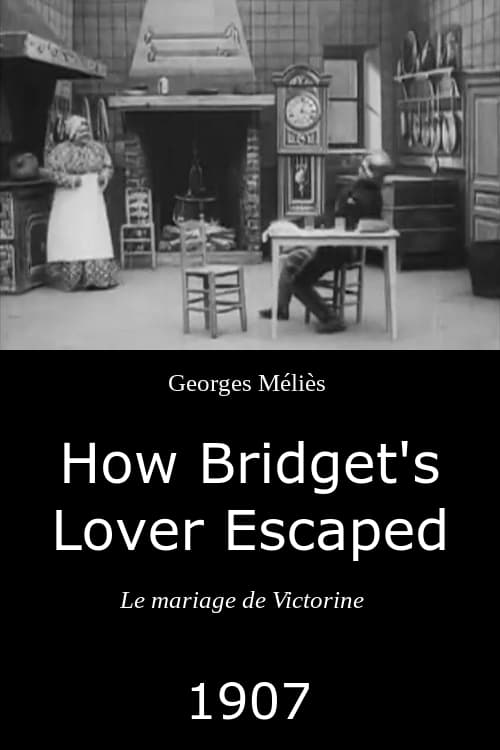 Georges Méliès
How Bridget's
Lover Escaped
Le mariage de Victorine
1907